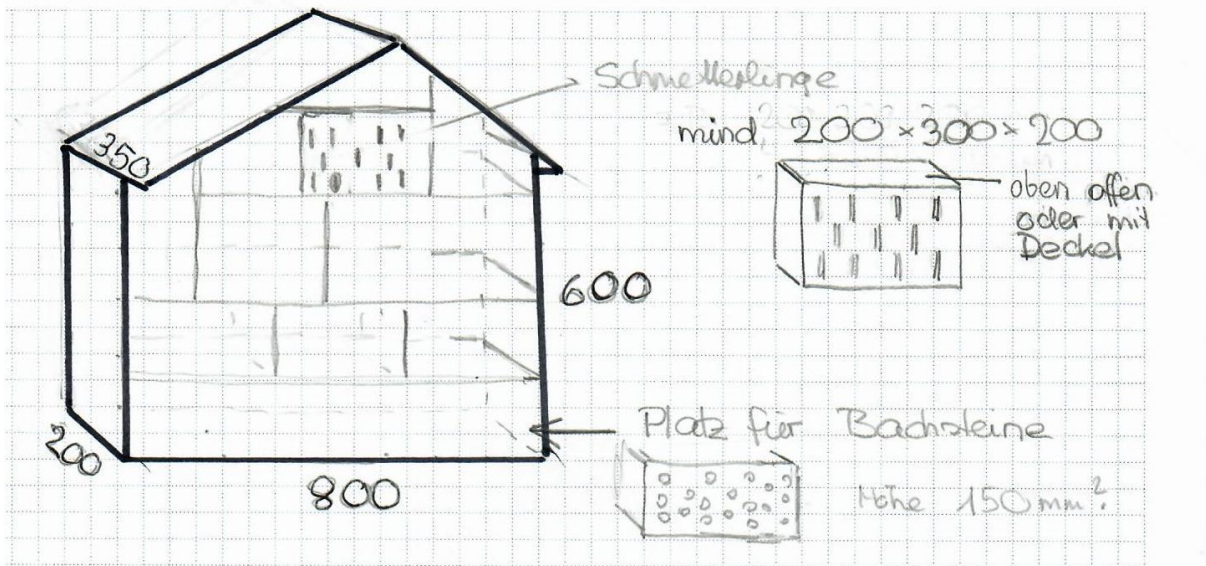 Schmetterlinge
mind. 200 × 300 × 200
350
oben offen
oder mit
Deckel
600
Platz für Backsteine
200
800
Höhe 150 mm?